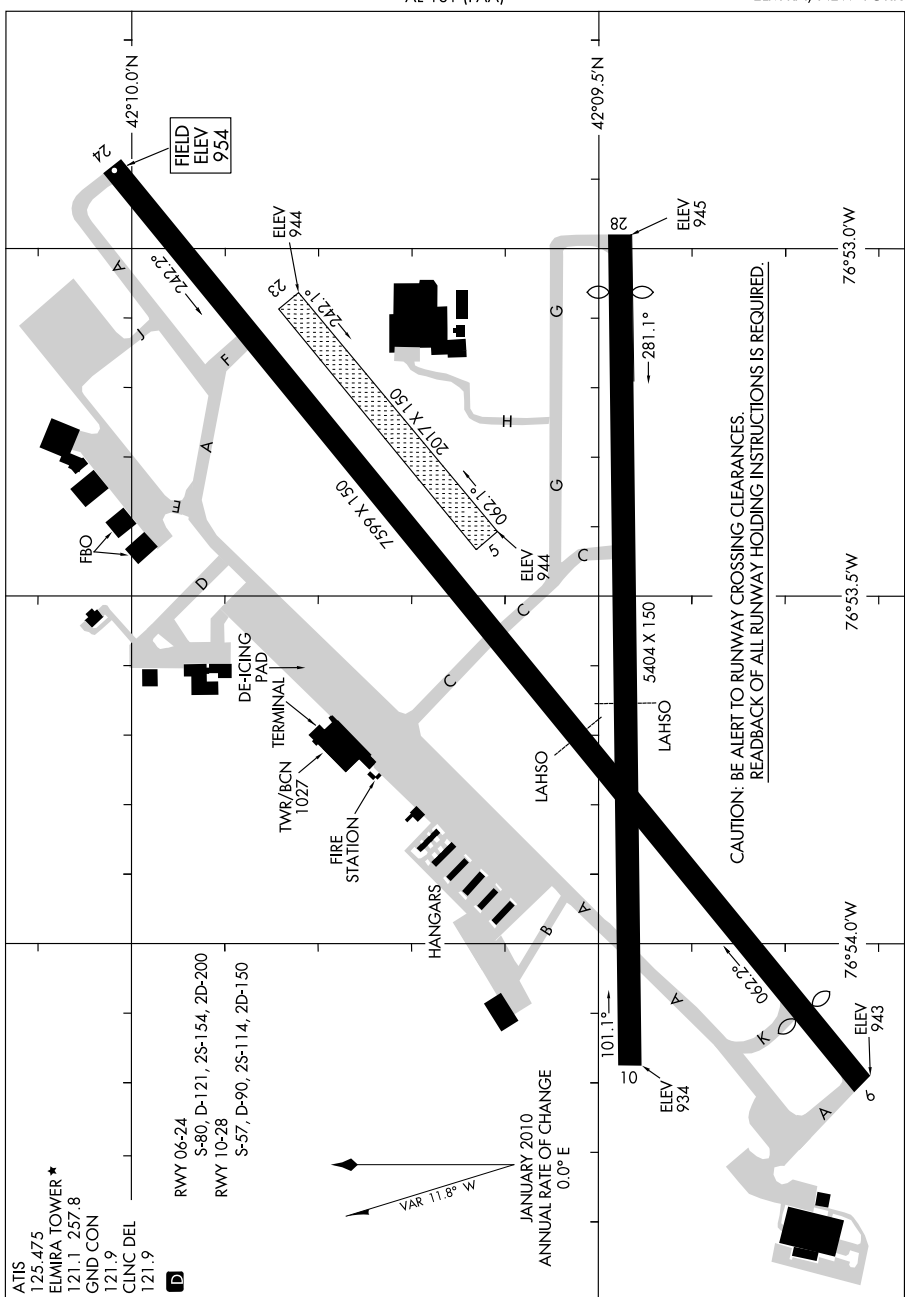 AL-131 (FAA)
ELMIRA, NEW YORK
ATIS
125.475
ELMIRA TOWER ★
121.1 257.8
GND CON
121.9
CLNC DEL
121.9
D
RWY 06-24
S-80, D-121, 2S-154, 2D-200
RWY 10-28
S-57, D-90, 2S-114, 2D-150
VAR 11.8° W
JANUARY 2010
ANNUAL RATE OF CHANGE
0.0° E
42°10.0'N
42°09.5'N
76°53.0'W
76°53.5'W
76°54.0'W
24
FIELD
ELEV
954
A
242.2°
J
F
A
E
FBO
D
23
ELEV
944
242.1°
2017 X 150
062.1°
5
ELEV
944
7599 X 150
H
G
G
28
ELEV
945
281.1°
C
C
C
5404 X 150
DE-ICING
PAD
TERMINAL
TWR/BCN
1027
FIRE
STATION
HANGARS
LAHSO
LAHSO
B
A
A
K
A
101.1°
10
ELEV
934
062.2°
6
ELEV
943
CAUTION: BE ALERT TO RUNWAY CROSSING CLEARANCES.
READBACK OF ALL RUNWAY HOLDING INSTRUCTIONS IS REQUIRED.